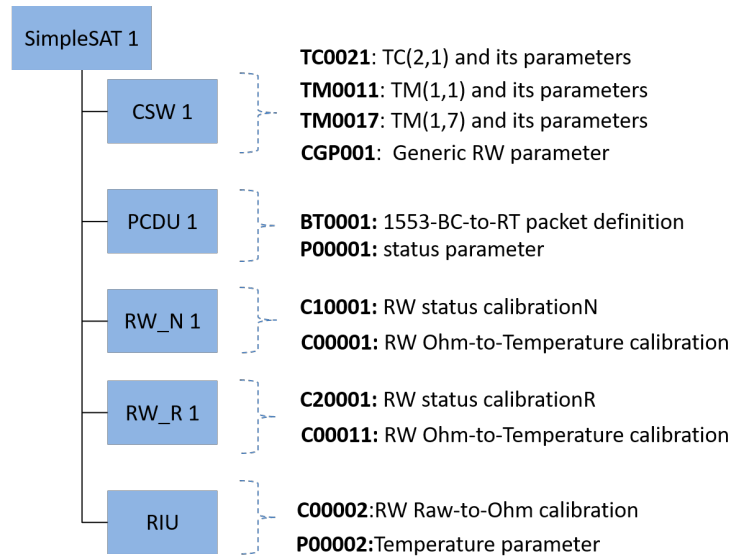 SimpleSAT 1
CSW 1
TC0021: TC(2,1) and its parameters
TM0011: TM(1,1) and its parameters
TM0017: TM(1,7) and its parameters
CGP001: Generic RW parameter
PCDU 1
BT0001: 1553-BC-to-RT packet definition
P00001: status parameter
RW_N 1
C10001: RW status calibrationN
C00001: RW Ohm-to-Temperature calibration
RW_R 1
C20001: RW status calibrationR
C00011: RW Ohm-to-Temperature calibration
RIU
C00002:RW Raw-to-Ohm calibration
P00002:Temperature parameter